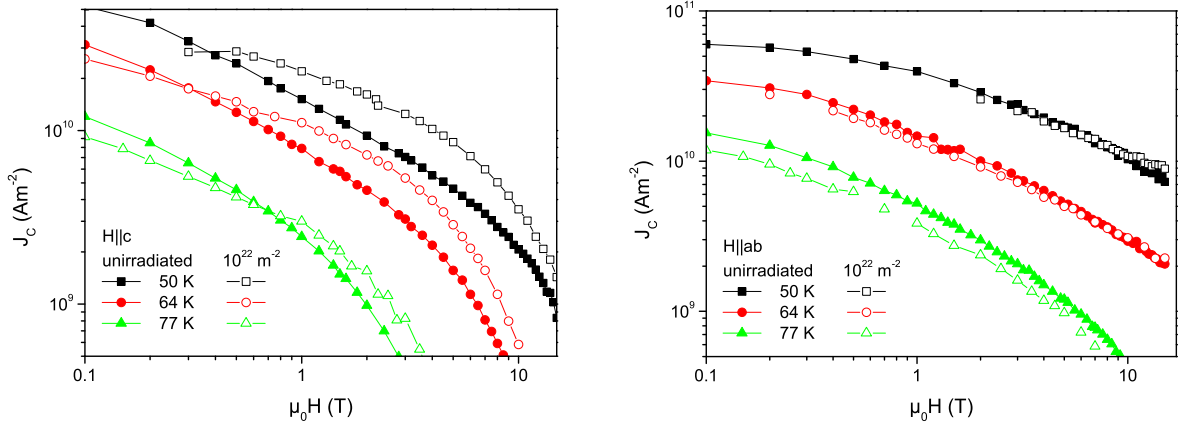 10^10
10^9
J_C (Am^-2)
H||c
unirradiated 10^22 m^-2
50 K
64 K
77 K
0.1 1 10
μ_0H (T)
10^11
10^10
10^9
J_C (Am^-2)
H||ab
unirradiated 10^22 m^-2
50 K
64 K
77 K
0.1 1 10
μ_0H (T)